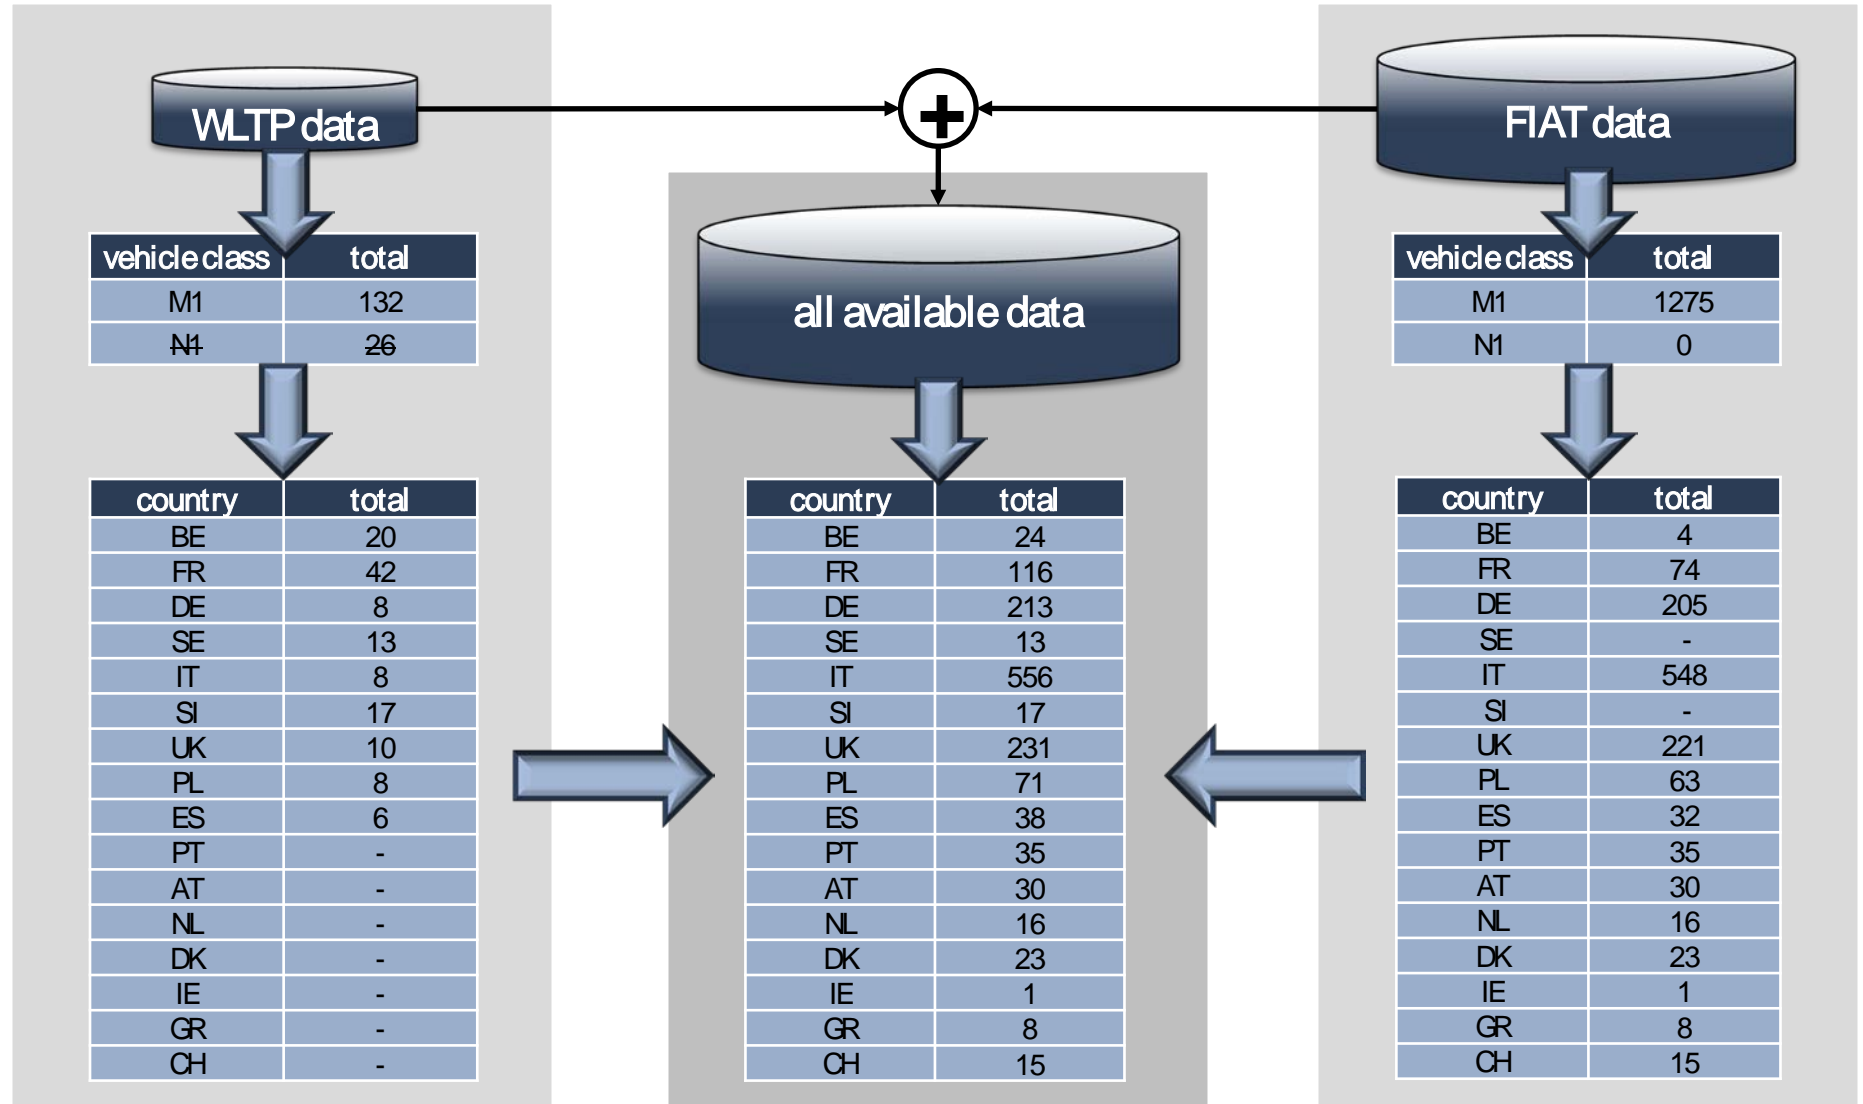 WLTP data
+
FIAT data
vehicle class total
M1 132
N1 26
all available data
vehicle class total
M1 1275
N1 0
country total
BE 20
FR 42
DE 8
SE 13
IT 8
SI 17
UK 10
PL 8
ES 6
PT -
AT -
NL -
DK -
IE -
GR -
CH -
country total
BE 24
FR 116
DE 213
SE 13
IT 556
SI 17
UK 231
PL 71
ES 38
PT 35
AT 30
NL 16
DK 23
IE 1
GR 8
CH 15
country total
BE 4
FR 74
DE 205
SE -
IT 548
SI -
UK 221
PL 63
ES 32
PT 35
AT 30
NL 16
DK 23
IE 1
GR 8
CH 15